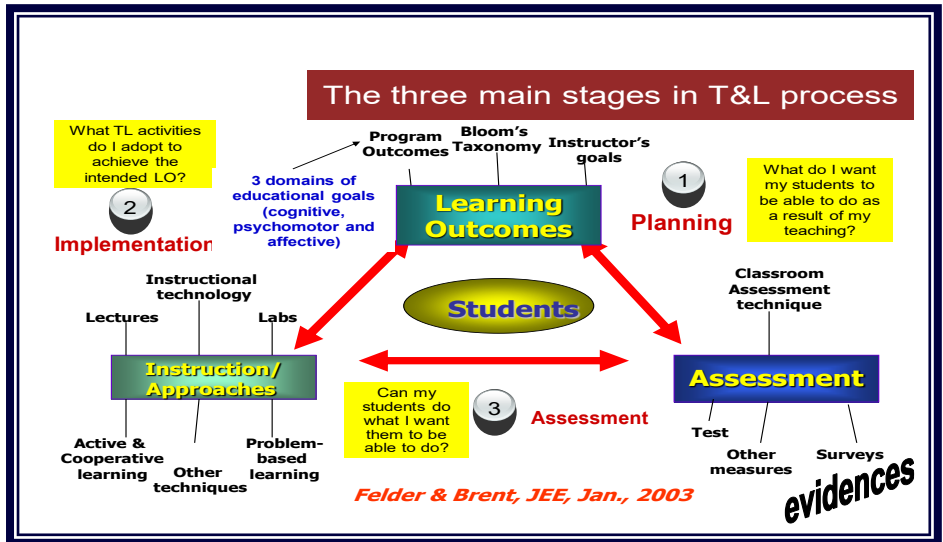 The three main stages in T&L process
What TL activities
do I adopt to
achieve the
intended LO?
2
Implementation
3 domains of
educational goals
(cognitive,
psychomotor and
affective)
Program
Outcomes
Bloom's
Taxonomy
Instructor's
goals
Learning
Outcomes
1
Planning
What do I want
my students to
be able to do as
a result of my
teaching?
Students
Instructional
technology
Lectures
Labs
Instruction/
Approaches
Active &
Cooperative
learning
Other
techniques
Problem-
based
learning
Can my
students do
what I want
them to be
able to do?
3
Assessment
Classroom
Assessment
technique
Assessment
Test
Other
measures
Surveys
evidences
Felder & Brent, JEE, Jan., 2003